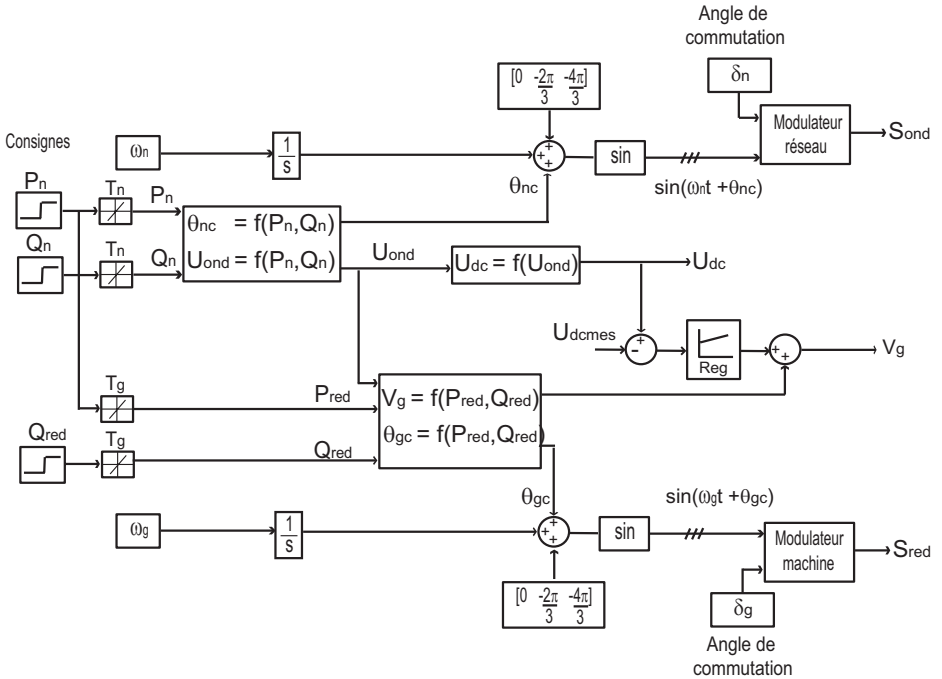 Angle de
commutation
δn
[0 -2π/3 -4π/3]
Consignes
ωn
1/s
+
+
+
sin
Modulateur
réseau
Sond
sin(ωnt +θnc)
θnc
Pn
Tn
Pn
θnc = f(Pn,Qn)
Uond = f(Pn,Qn)
Qn
Tn
Qn
Uond
Udc = f(Uond)
Udc
Udcmes
+
-
Reg
+
+
Vg
Tg
Pred
Vg = f(Pred,Qred)
θgc = f(Pred,Qred)
Qred
Tg
Qred
θgc
sin(ωgt +θgc)
ωg
1/s
+
+
+
sin
Modulateur
machine
Sred
[0 -2π/3 -4π/3]
δg
Angle de
commutation